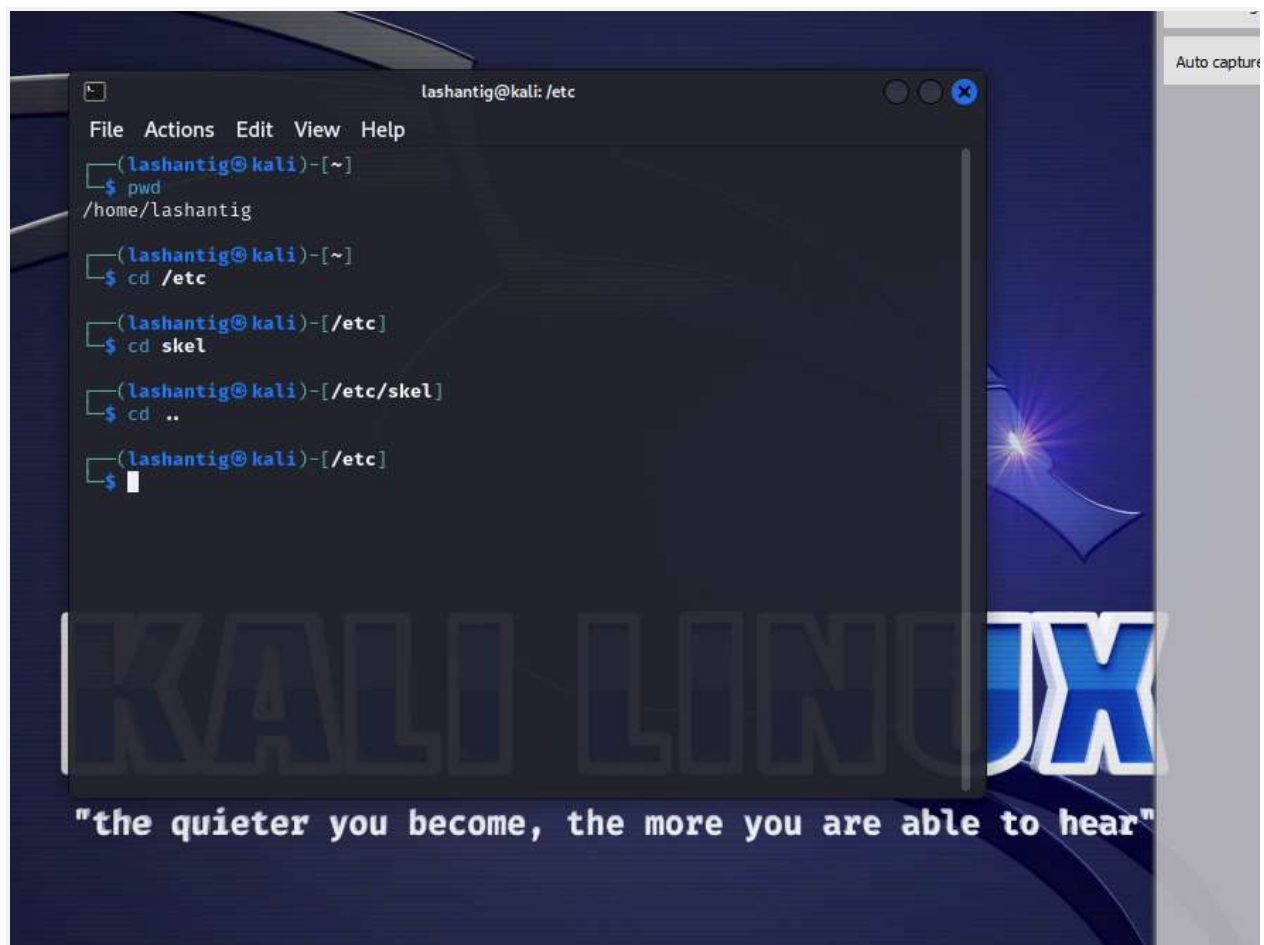 Auto capture
lashantig@kali: /etc
File Actions Edit View Help
┌──(lashantig㉿kali)-[~]
└─$ pwd
/home/lashantig
┌──(lashantig㉿kali)-[~]
└─$ cd /etc
┌──(lashantig㉿kali)-[/etc]
└─$ cd skel
┌──(lashantig㉿kali)-[/etc/skel]
└─$ cd ..
┌──(lashantig㉿kali)-[/etc]
└─$
KALI LINUX
"the quieter you become, the more you are able to hear"